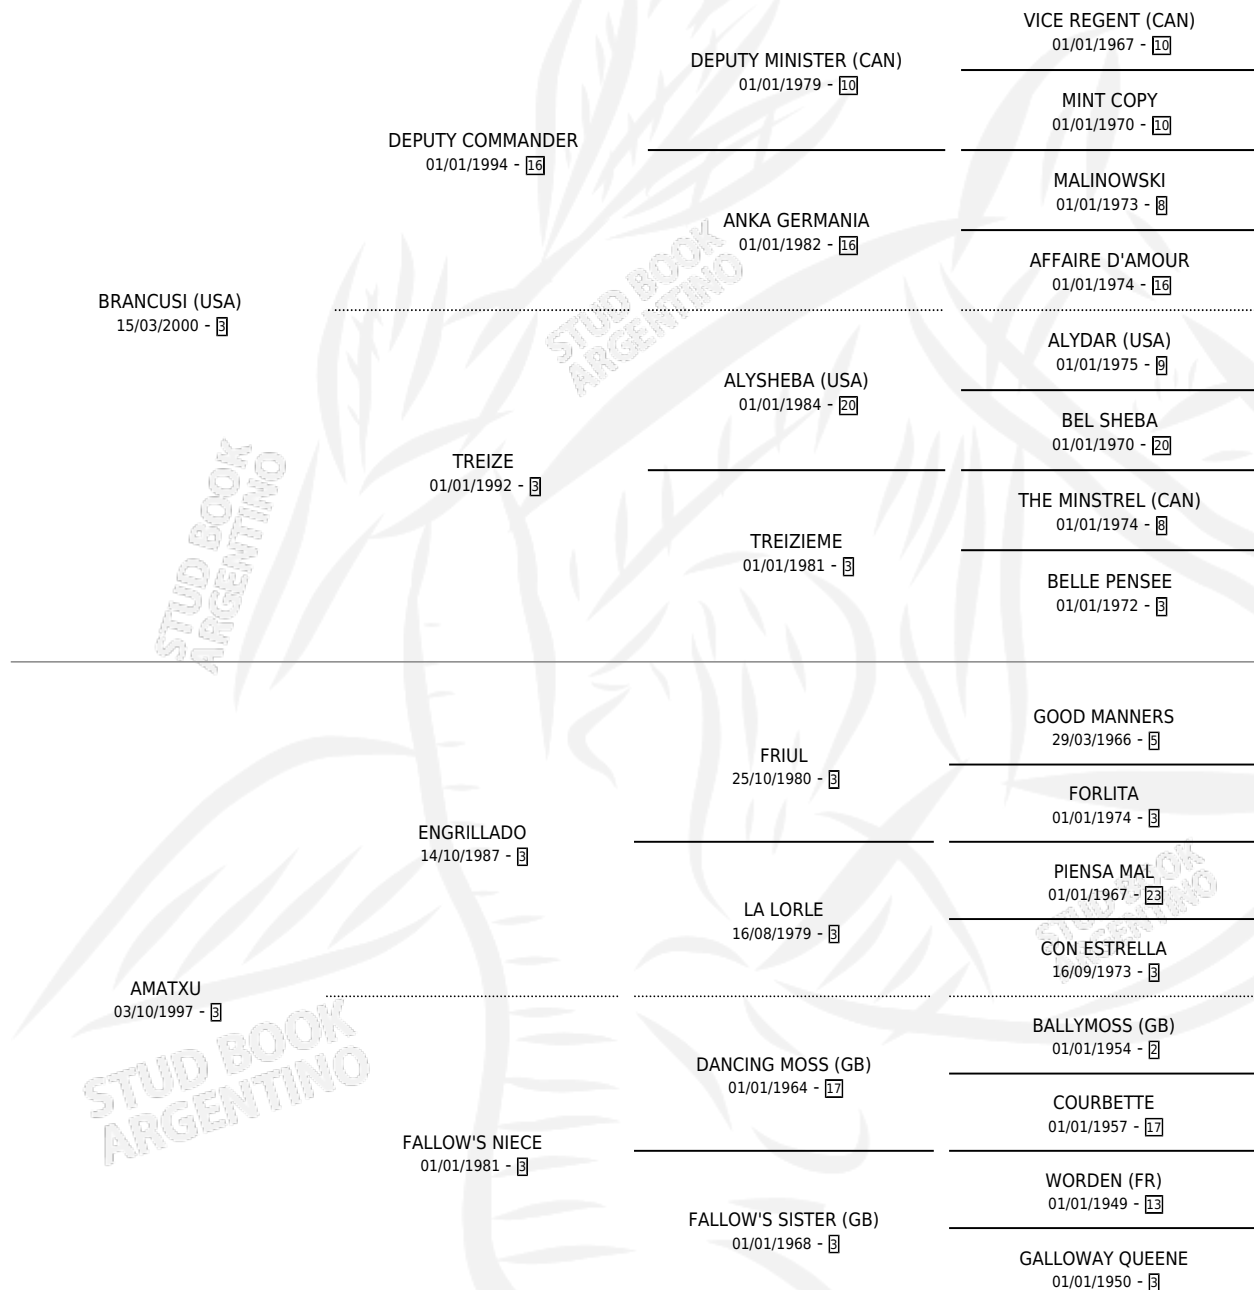 VICE REGENT (CAN)
01/01/1967 - 10
DEPUTY MINISTER (CAN)
01/01/1979 - 10
MINT COPY
01/01/1970 - 10
DEPUTY COMMANDER
01/01/1994 - 16
MALINOWSKI
01/01/1973 - 8
ANKA GERMANIA
01/01/1982 - 16
AFFAIRE D'AMOUR
01/01/1974 - 16
BRANCUSI (USA)
15/03/2000 - 3
ALYDAR (USA)
01/01/1975 - 9
ALYSHEBA (USA)
01/01/1984 - 20
BEL SHEBA
01/01/1970 - 20
TREIZE
01/01/1992 - 3
THE MINSTREL (CAN)
01/01/1974 - 8
TREIZIEME
01/01/1981 - 3
BELLE PENSEE
01/01/1972 - 3
GOOD MANNERS
29/03/1966 - 5
FRIUL
25/10/1980 - 3
FORLITA
01/01/1974 - 3
ENGRILLADO
14/10/1987 - 3
PIENSA MAL
01/01/1967 - 23
LA LORLE
16/08/1979 - 3
CON ESTRELLA
16/09/1973 - 3
AMATXU
03/10/1997 - 3
BALLYMOSS (GB)
01/01/1954 - 2
DANCING MOSS (GB)
01/01/1964 - 17
COURBETTE
01/01/1957 - 17
FALLOW'S NIECE
01/01/1981 - 3
WORDEN (FR)
01/01/1949 - 13
FALLOW'S SISTER (GB)
01/01/1968 - 3
GALLOWAY QUEENE
01/01/1950 - 3
STUD BOOK
ARGENTINO
STUD BOOK
ARGENTINO
STUD BOOK
ARGENTINO
STUD BOOK
ARGENTINO